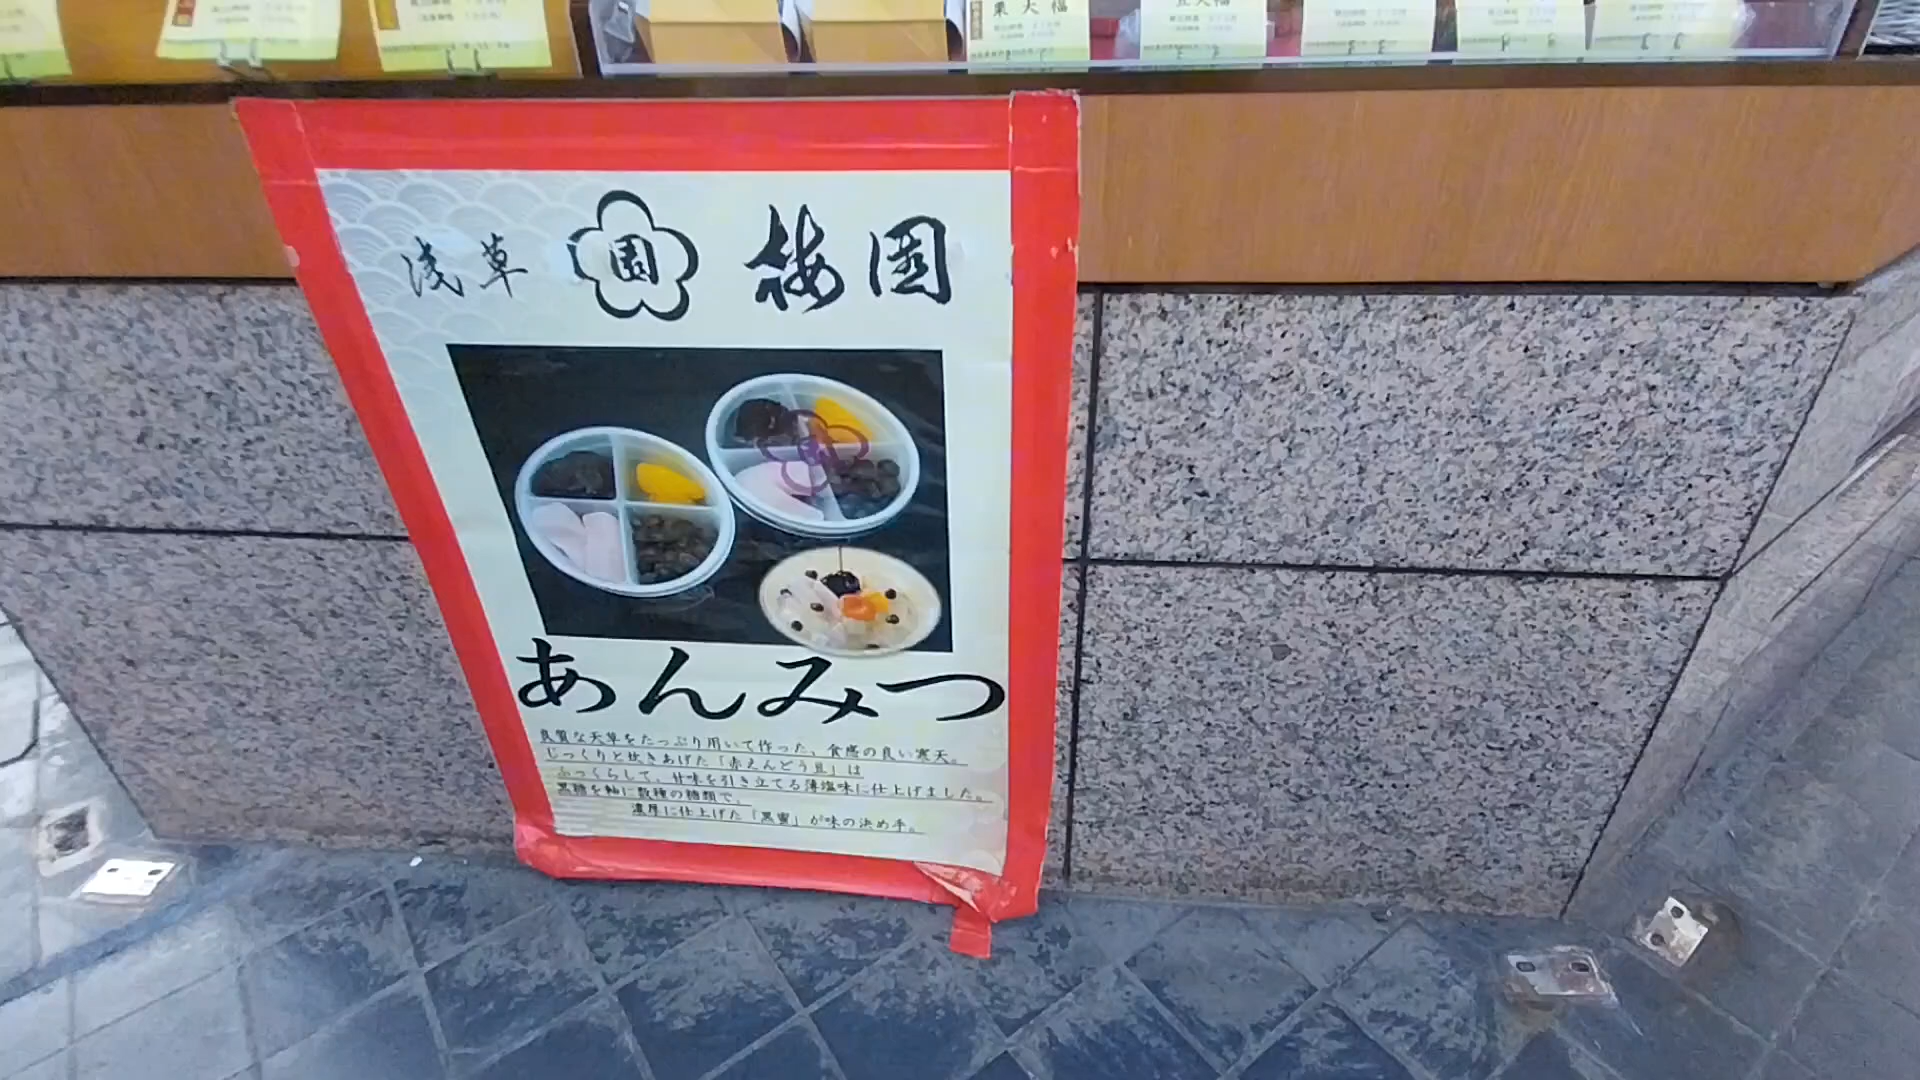 栗大福
豆大福
浅草 園 梅園
あんみつ
良質な天草をたっぷり用いて作った、食感の良い寒天。
じっくりと炊きあげた「赤えんどう豆」は
ふっくらして、甘味を引き立てる薄塩味に仕上げました。
黒糖を軸に数種の糖類で、
濃厚に仕上げた「黒蜜」が味の決め手。